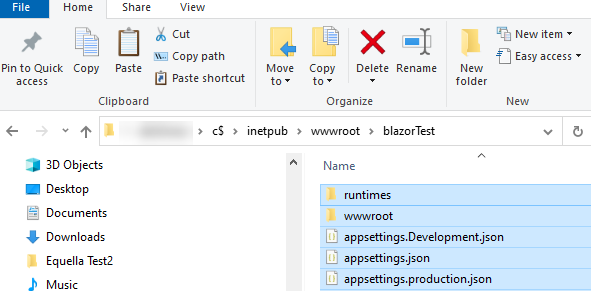 File Home Share View
Pin to Quick access
Copy
Paste
Cut
Copy path
Paste shortcut
Clipboard
Move to
Copy to
Delete
Rename
Organize
New folder
New item
Easy access
New
c$ > inetpub > wwwroot > blazorTest
3D Objects
Desktop
Documents
Downloads
Equella Test2
Music
Name
runtimes
wwwroot
appsettings.Development.json
appsettings.json
appsettings.production.json